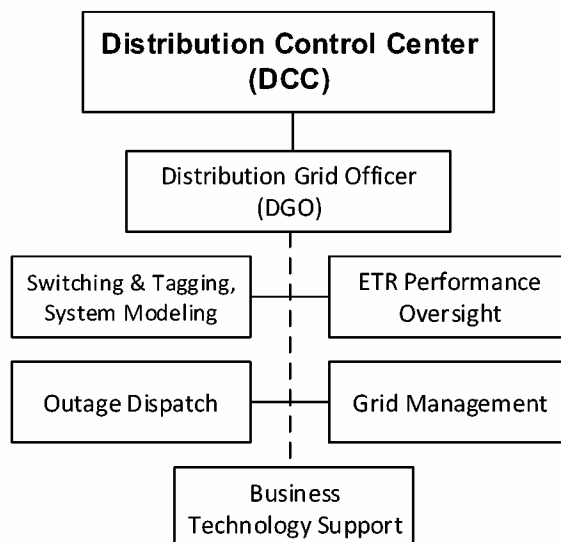 Distribution Control Center
(DCC)
Distribution Grid Officer
(DGO)
Switching & Tagging,
System Modeling
ETR Performance
Oversight
Outage Dispatch
Grid Management
Business
Technology Support